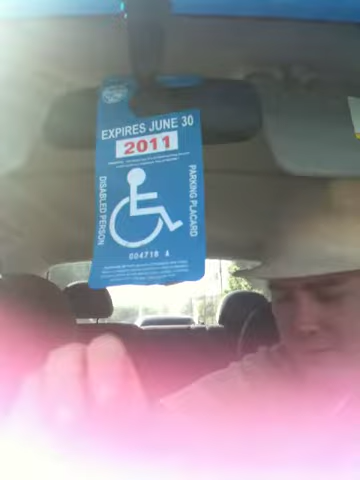 EXPIRES JUNE 30
2011
DISABLED PERSON
PARKING PLACARD
004718 A